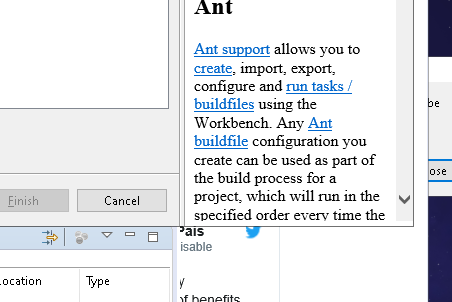 Ant
Ant support allows you to
create, import, export,
configure and run tasks /
buildfiles using the
Workbench. Any Ant
buildfile configuration you
create can be used as part of
the build process for a
project, which will run in the
specified order every time the
be
ose
Finish
Cancel
País
isable
ocation
Type
y
of benefits